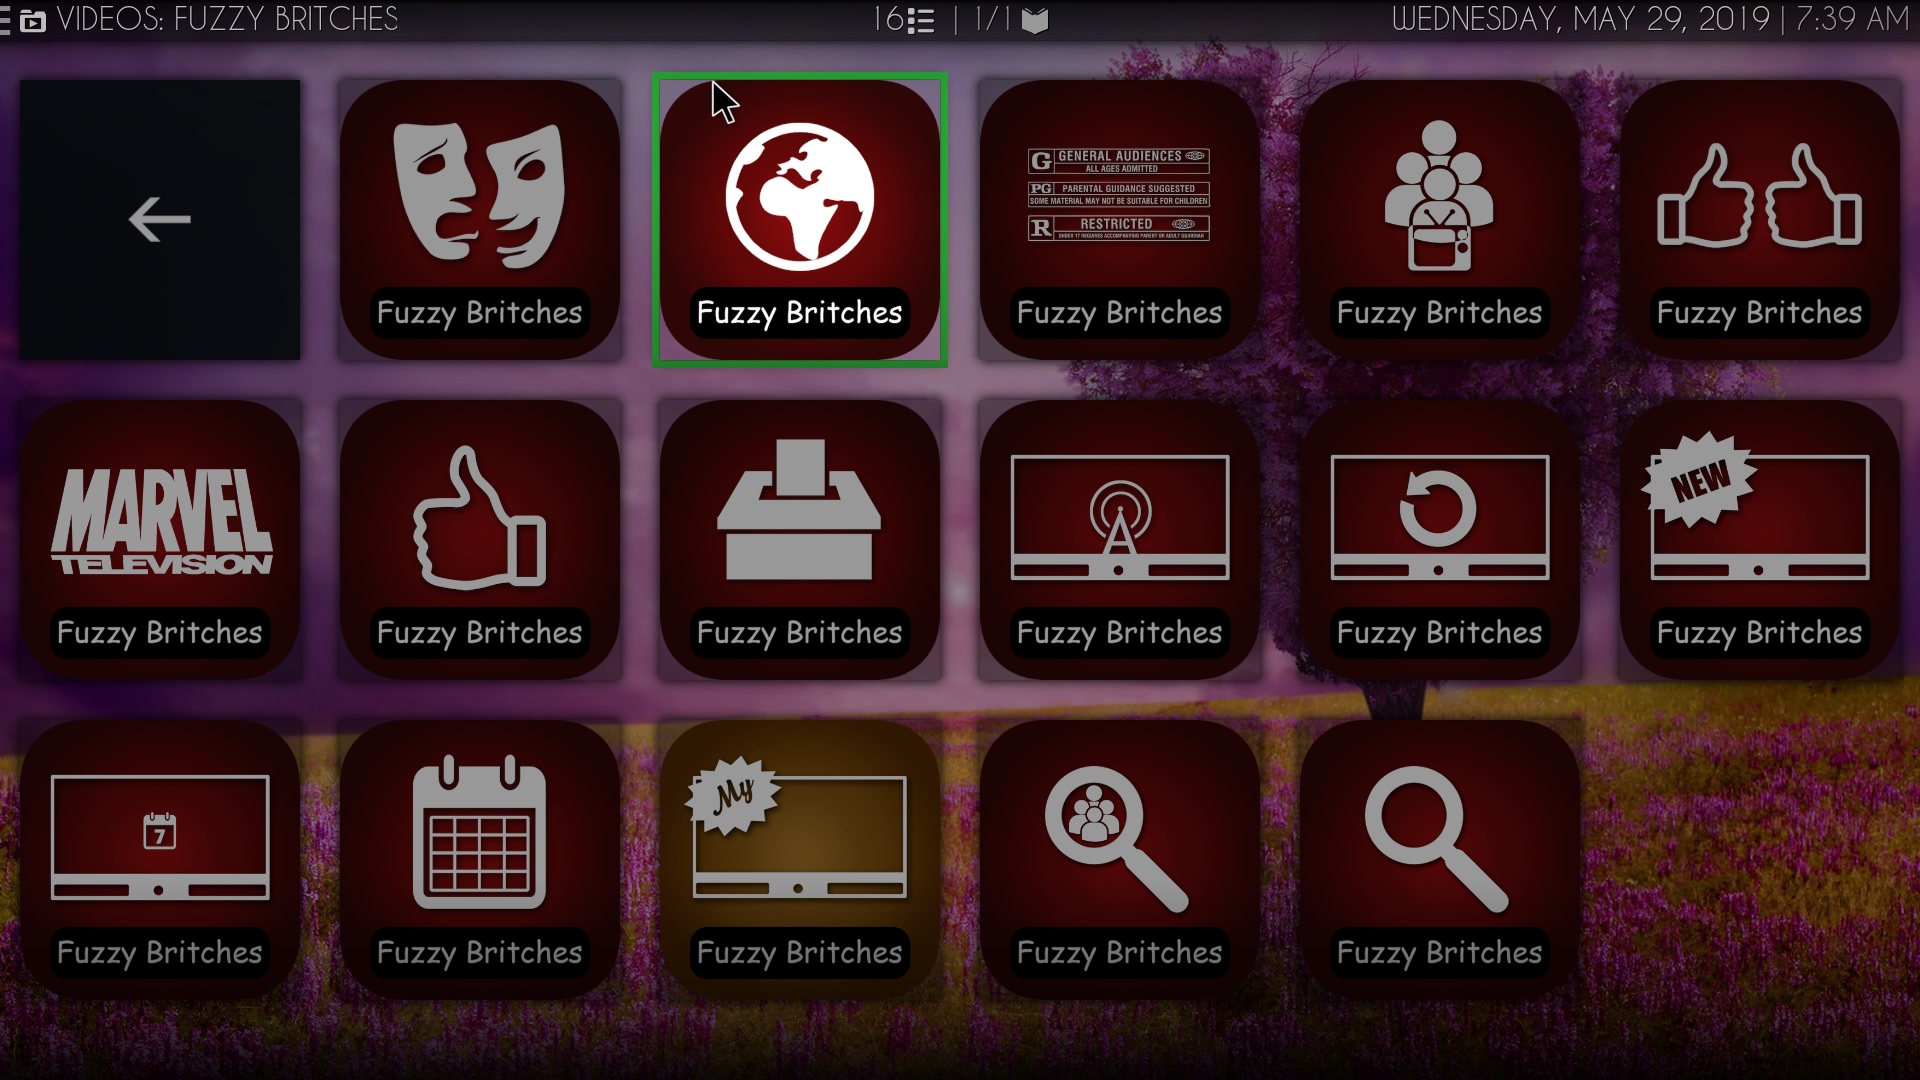 VIDEOS: FUZZY BRITCHES
16 | 1/1
WEDNESDAY, MAY 29, 2019 | 7:39 AM
Fuzzy Britches
Fuzzy Britches
G GENERAL AUDIENCES
ALL AGES ADMITTED
PG PARENTAL GUIDANCE SUGGESTED
SOME MATERIAL MAY NOT BE SUITABLE FOR CHILDREN
R RESTRICTED
UNDER 17 REQUIRES ACCOMPANYING PARENT OR ADULT GUARDIAN
Fuzzy Britches
Fuzzy Britches
Fuzzy Britches
MARVEL
TELEVISION
Fuzzy Britches
Fuzzy Britches
Fuzzy Britches
Fuzzy Britches
Fuzzy Britches
NEW
Fuzzy Britches
7
Fuzzy Britches
Fuzzy Britches
My
Fuzzy Britches
Fuzzy Britches
Fuzzy Britches